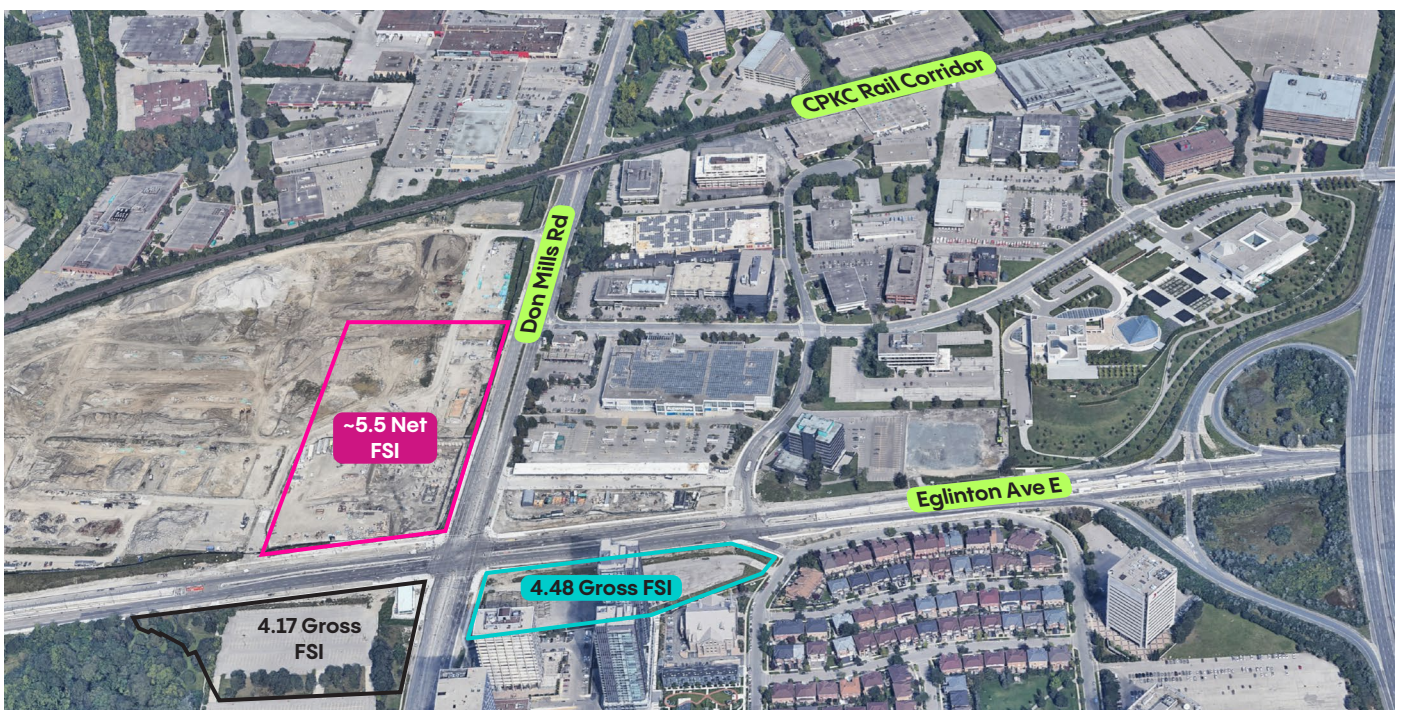 CPKC Rail Corridor
Don Mills Rd
~5.5 Net
FSI
Eglinton Ave E
4.48 Gross FSI
4.17 Gross
FSI